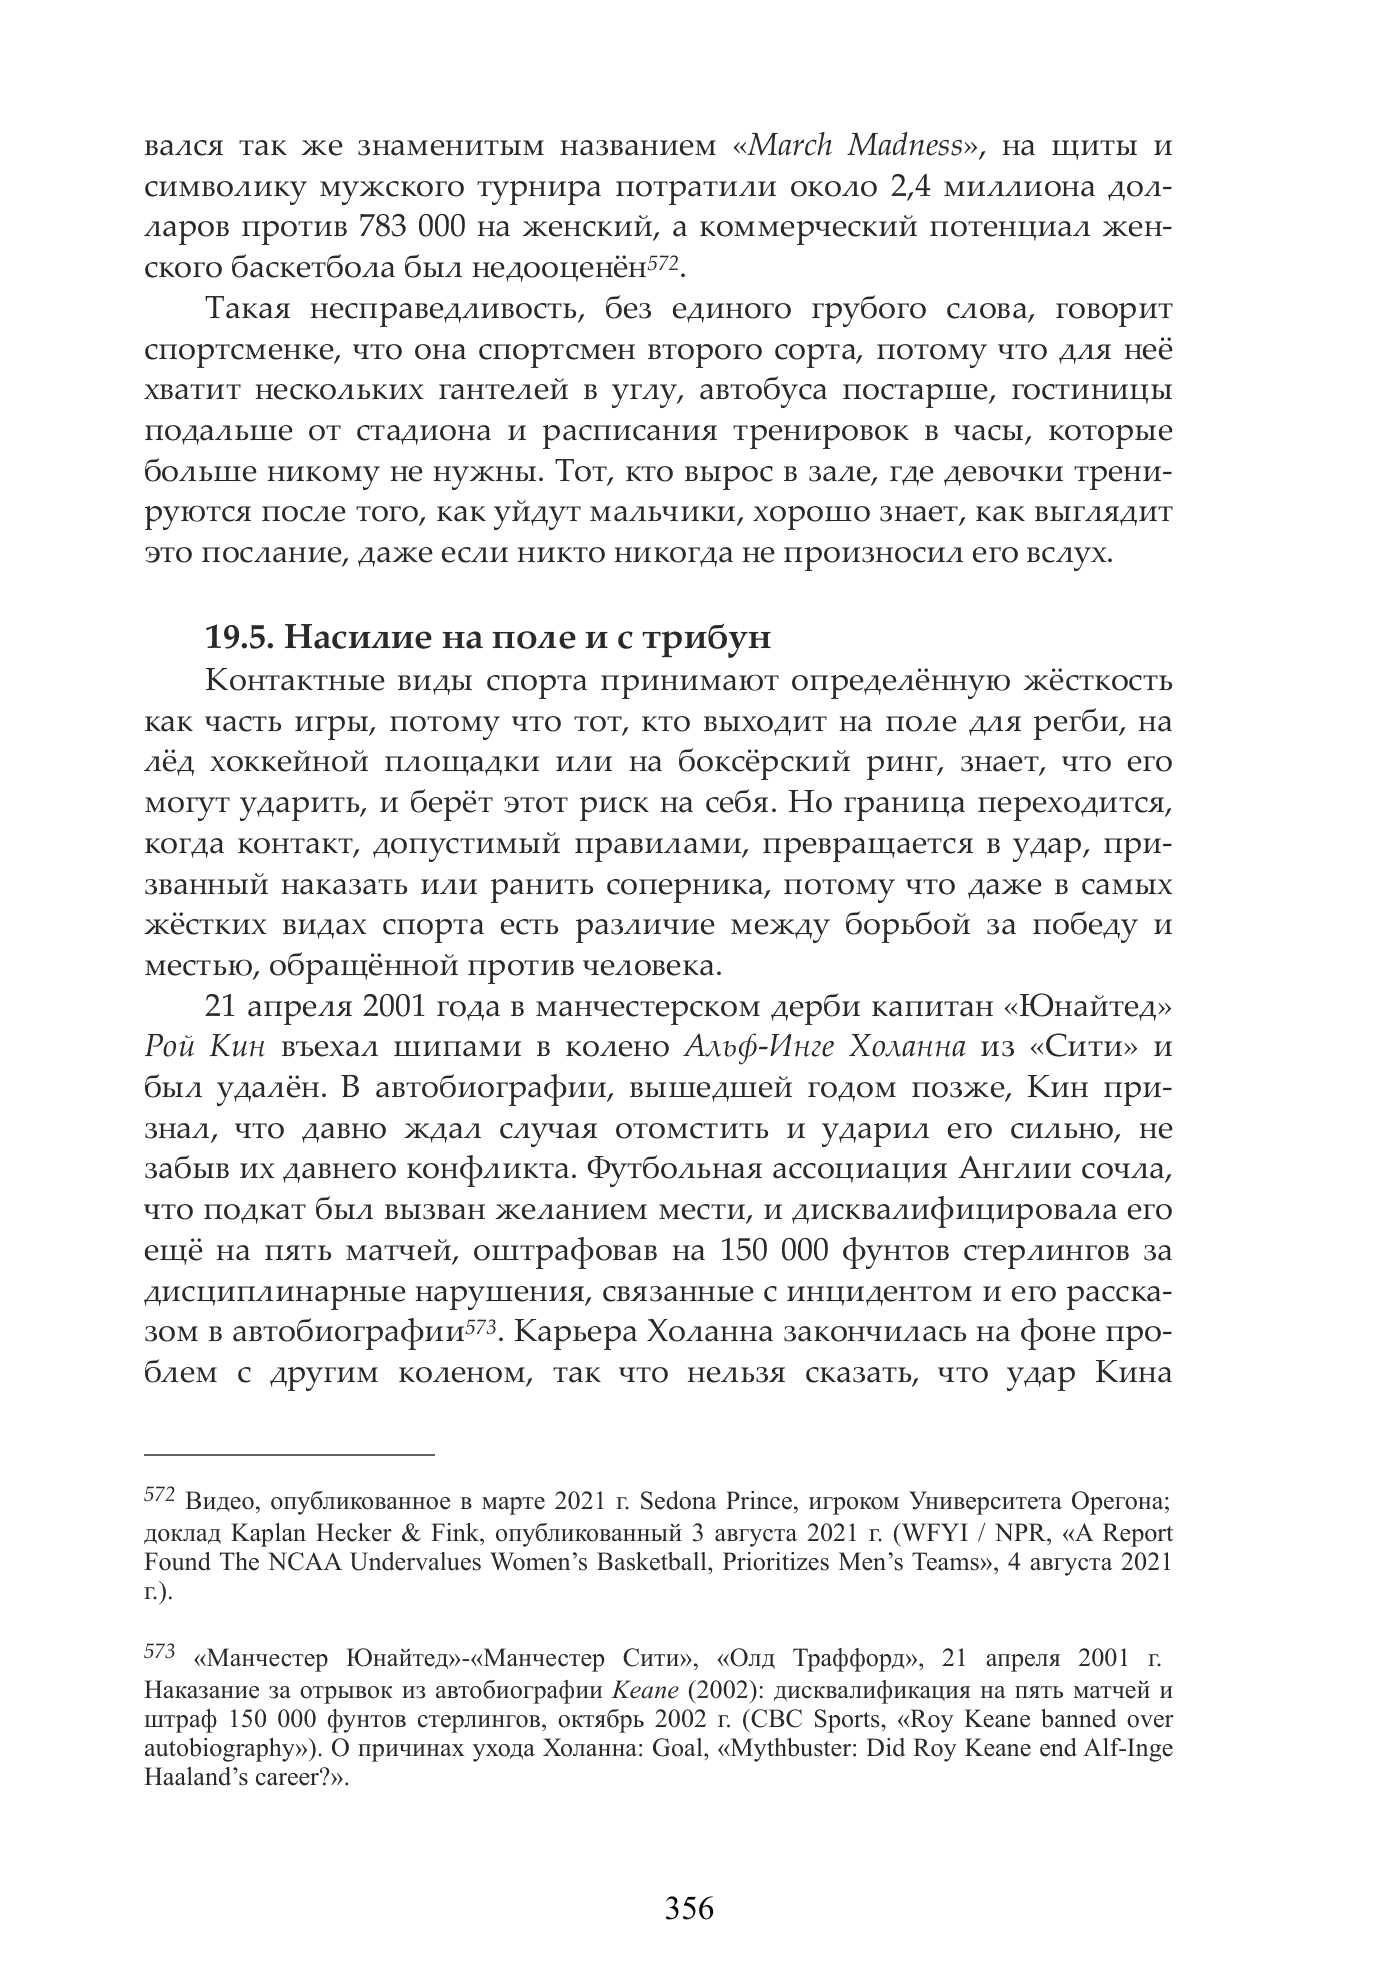 вался так же знаменитым названием «March Madness», на щиты и
символику мужского турнира потратили около 2,4 миллиона дол-
ларов против 783 000 на женский, а коммерческий потенциал жен-
ского баскетбола был недооценён572.
Такая несправедливость, без единого грубого слова, говорит
спортсменке, что она спортсмен второго сорта, потому что для неё
хватит нескольких гантелей в углу, автобуса постарше, гостиницы
подальше от стадиона и расписания тренировок в часы, которые
больше никому не нужны. Тот, кто вырос в зале, где девочки трени-
руются после того, как уйдут мальчики, хорошо знает, как выглядит
это послание, даже если никто никогда не произносил его вслух.
19.5. Насилие на поле и с трибун
Контактные виды спорта принимают определённую жёсткость
как часть игры, потому что тот, кто выходит на поле для регби, на
лёд хоккейной площадки или на боксёрский ринг, знает, что его
могут ударить, и берёт этот риск на себя. Но граница переходится,
когда контакт, допустимый правилами, превращается в удар, при-
званный наказать или ранить соперника, потому что даже в самых
жёстких видах спорта есть различие между борьбой за победу и
местью, обращённой против человека.
21 апреля 2001 года в манчестерском дерби капитан «Юнайтед»
Рой Кин въехал шипами в колено Альф-Инге Холанна из «Сити» и
был удалён. В автобиографии, вышедшей годом позже, Кин при-
знал, что давно ждал случая отомстить и ударил его сильно, не
забыв их давнего конфликта. Футбольная ассоциация Англии сочла,
что подкат был вызван желанием мести, и дисквалифицировала его
ещё на пять матчей, оштрафовав на 150 000 фунтов стерлингов за
дисциплинарные нарушения, связанные с инцидентом и его расска-
зом в автобиографии573. Карьера Холанна закончилась на фоне про-
блем с другим коленом, так что нельзя сказать, что удар Кина
572 Видео, опубликованное в марте 2021 г. Sedona Prince, игроком Университета Орегона;
доклад Kaplan Hecker & Fink, опубликованный 3 августа 2021 г. (WFYI / NPR, «A Report
Found The NCAA Undervalues Women’s Basketball, Prioritizes Men’s Teams», 4 августа 2021
г.).
573 «Манчестер Юнайтед»-«Манчестер Сити», «Олд Траффорд», 21 апреля 2001 г.
Наказание за отрывок из автобиографии Keane (2002): дисквалификация на пять матчей и
штраф 150 000 фунтов стерлингов, октябрь 2002 г. (CBC Sports, «Roy Keane banned over
autobiography»). О причинах ухода Холанна: Goal, «Mythbuster: Did Roy Keane end Alf-Inge
Haaland’s career?».
356